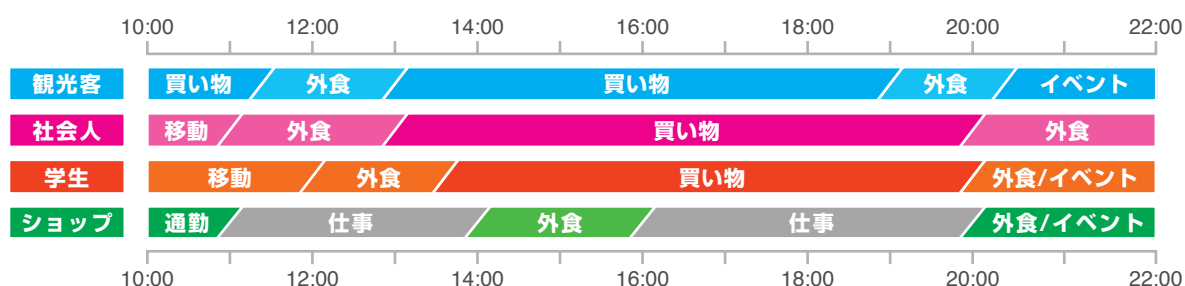 10:00 12:00 14:00 16:00 18:00 20:00 22:00
観光客 買い物 外食 買い物 外食 イベント
社会人 移動 外食 買い物 外食
学生 移動 外食 買い物 外食/イベント
ショップ 通勤 仕事 外食 仕事 外食/イベント
10:00 12:00 14:00 16:00 18:00 20:00 22:00